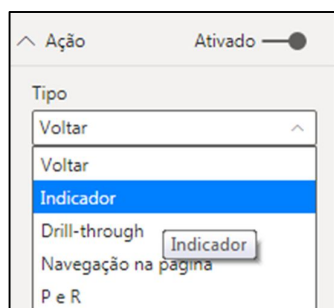 Ação Ativado
Tipo
Voltar
Voltar
Indicador
Drill-through
Indicador
Navegação na página
P e R